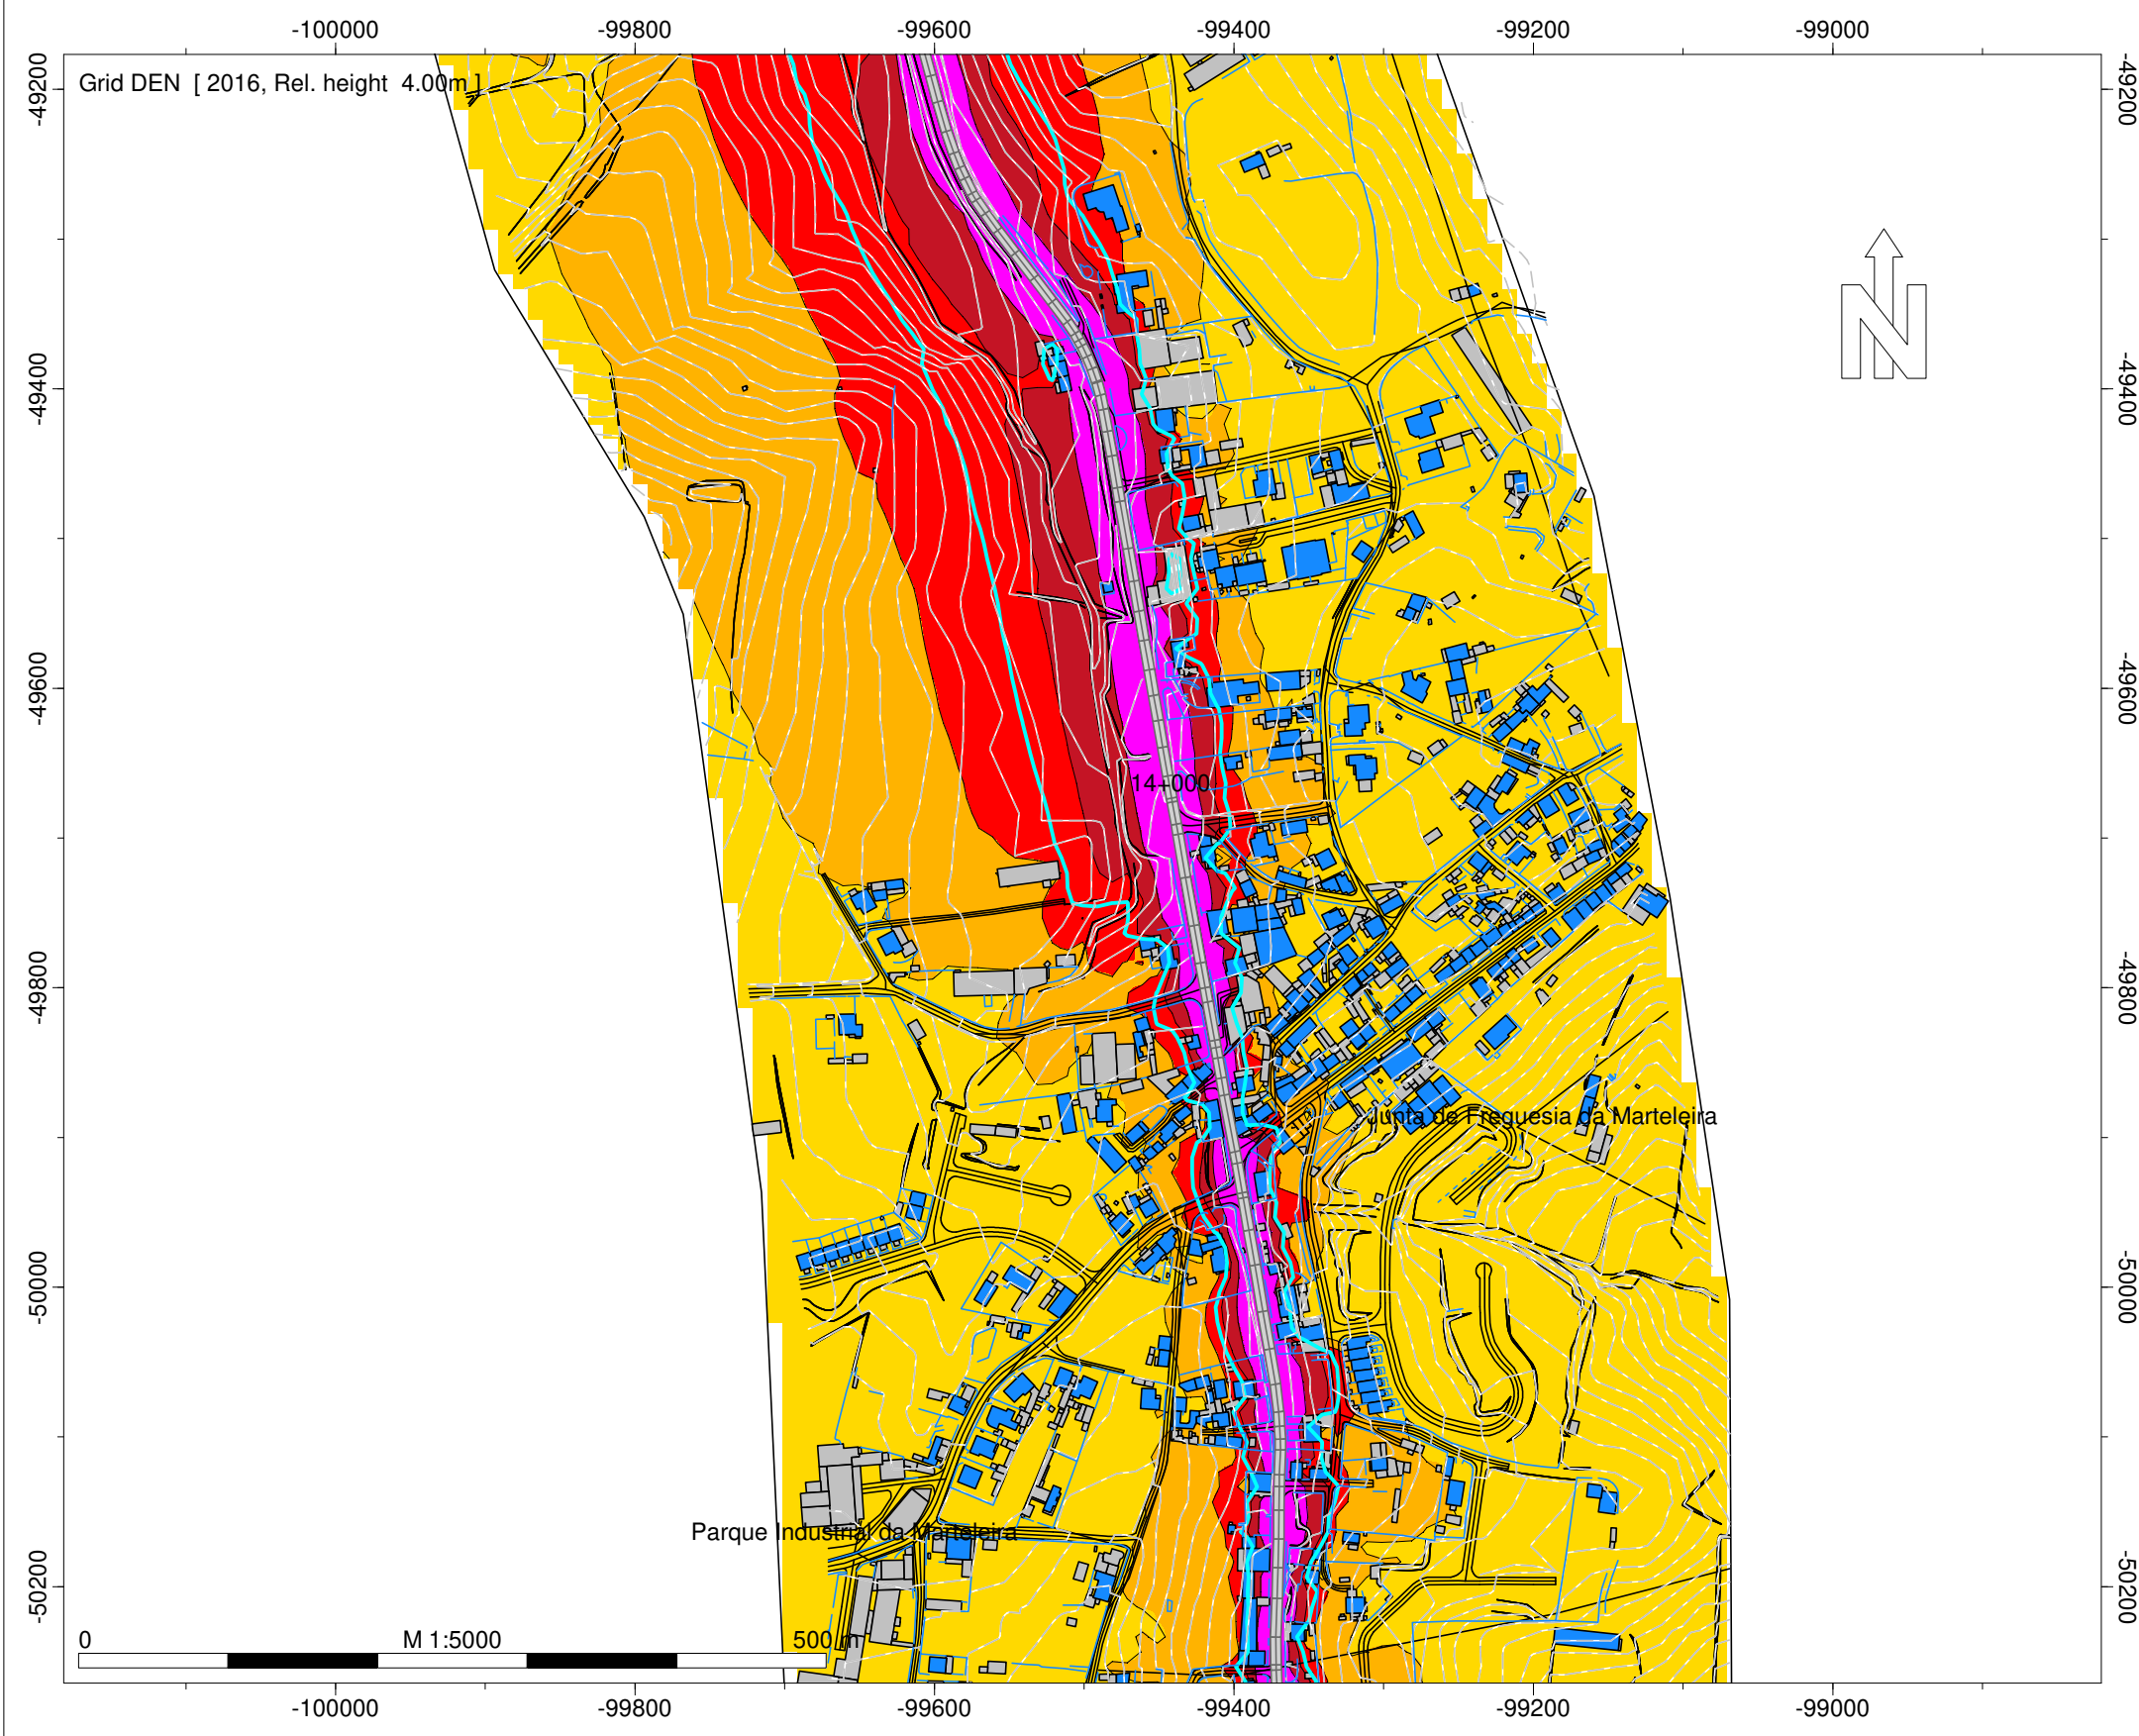 -100000 -99800 -99600 -99400 -99200 -99000
Grid DEN [ 2016, Rel. height 4.00m ]
-49200 -49200
N
-49400 -49400
-49600 -49600
14+000
-49800 -49800
Junta de Freguesia da Marteleira
-50000 -50000
Parque Industrial da Marteleira
-50200 -50200
0 M 1:5000 500 m
-100000 -99800 -99600 -99400 -99200 -99000